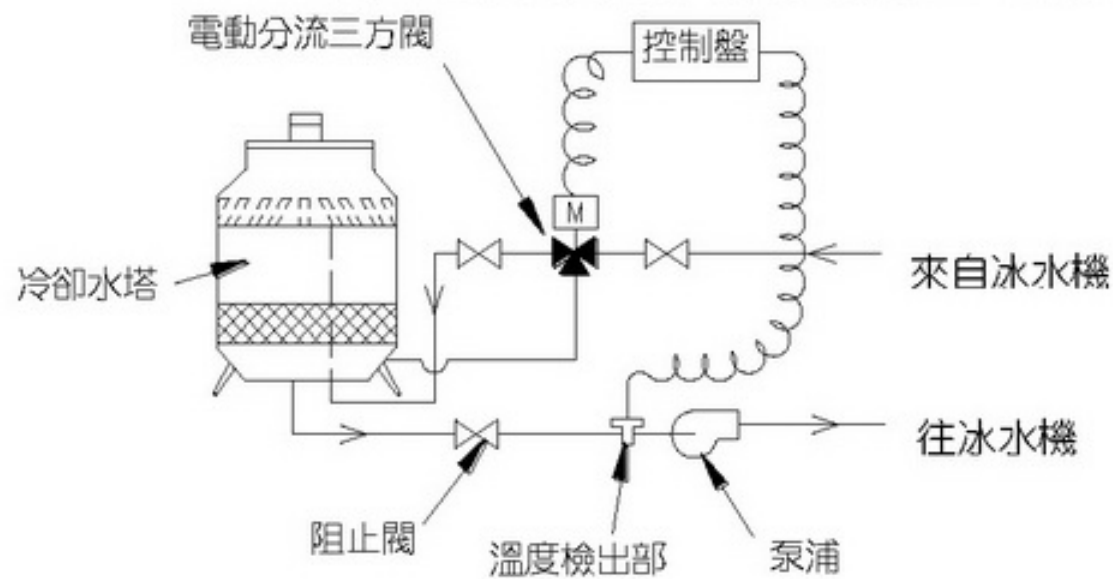 電動分流三方閥
控制盤
M
冷卻水塔
來自冰水機
往冰水機
阻止閥
溫度檢出部
泵浦